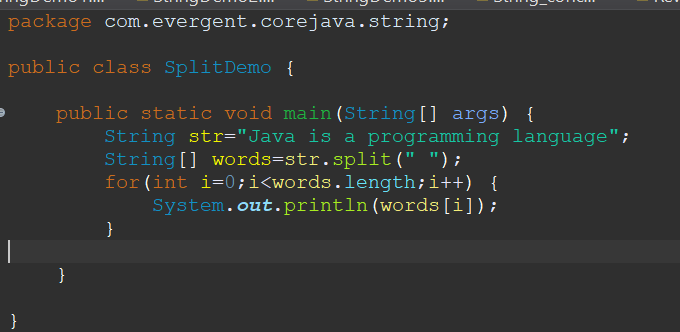 package com.evergent.corejava.string;
public class SplitDemo {
public static void main(String[] args) {
String str="Java is a programming language";
String[] words=str.split(" ");
for(int i=0;i<words.length;i++) {
System.out.println(words[i]);
}
}
}